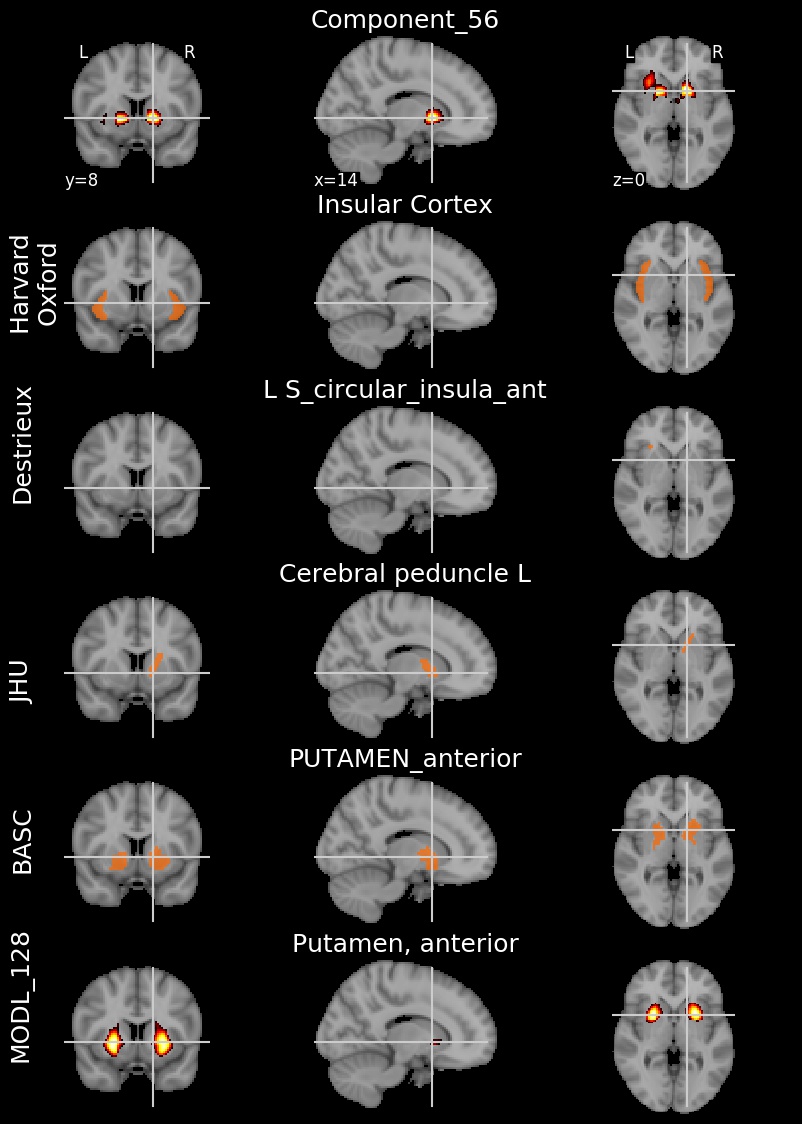 Component_56
L R L R
y=8 x=14 z=0
Insular Cortex
Harvard
Oxford
L S_circular_insula_ant
Destrieux
Cerebral peduncle L
JHU
PUTAMEN_anterior
BASC
Putamen, anterior
MODL_128